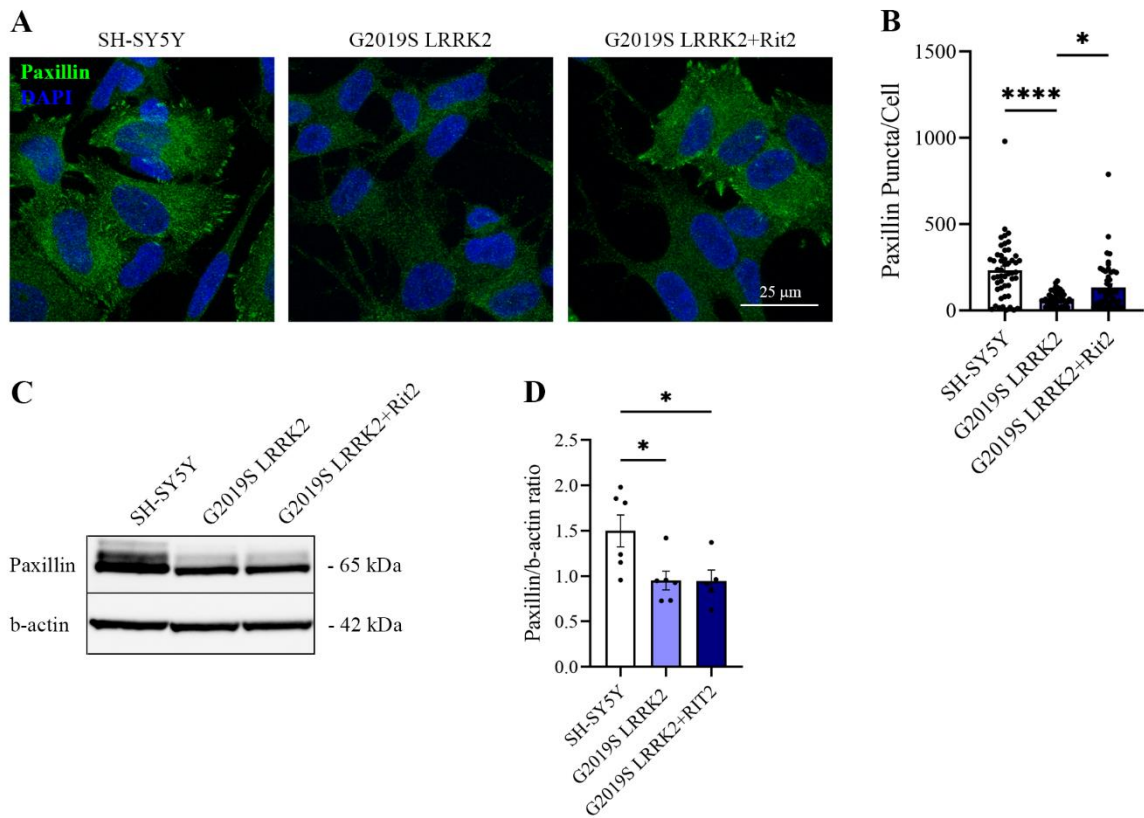 A
SH-SY5Y
G2019S LRRK2
G2019S LRRK2+Rit2
Paxillin
DAPI
25 μm
B
Paxillin Puncta/Cell
1500
1000
500
0
*
****
SH-SY5Y
G2019S LRRK2
G2019S LRRK2+Rit2
C
SH-SY5Y
G2019S LRRK2
G2019S LRRK2+Rit2
Paxillin
- 65 kDa
b-actin
- 42 kDa
D
Paxillin/b-actin ratio
2.5
2.0
1.5
1.0
0.5
0.0
*
*
SH-SY5Y
G2019S LRRK2
G2019S LRRK2+RIT2